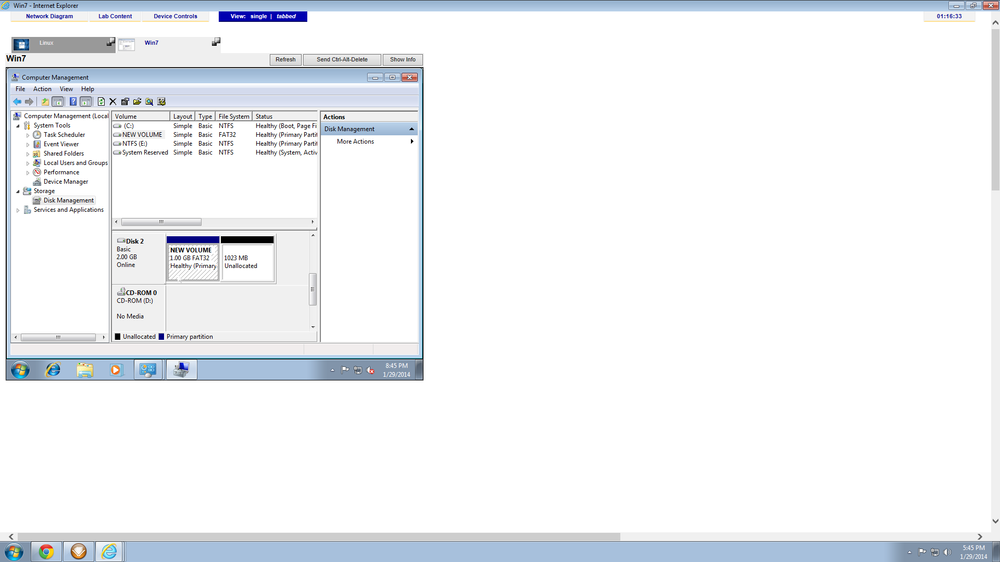 Win7 - Internet Explorer
Network Diagram
Lab Content
Device Controls
View: single | tabbed
01:16:33
Linux
Win7
Win7
Refresh
Send Ctrl-Alt-Delete
Show Info
Computer Management
File Action View Help
Computer Management (Local
System Tools
Task Scheduler
Event Viewer
Shared Folders
Local Users and Groups
Performance
Device Manager
Storage
Disk Management
Services and Applications
Volume Layout Type File System Status
(C:) Simple Basic NTFS Healthy (Boot, Page Fi
NEW VOLUME Simple Basic FAT32 Healthy (Primary Partit
NTFS (E:) Simple Basic NTFS Healthy (Primary Partit
System Reserved Simple Basic NTFS Healthy (System, Activ
Actions
Disk Management
More Actions
Disk 2
Basic
2.00 GB
Online
NEW VOLUME
1.00 GB FAT32
Healthy (Primary
1023 MB
Unallocated
CD-ROM 0
CD-ROM (D:)
No Media
Unallocated Primary partition
8:45 PM
1/29/2014
5:45 PM
1/29/2014